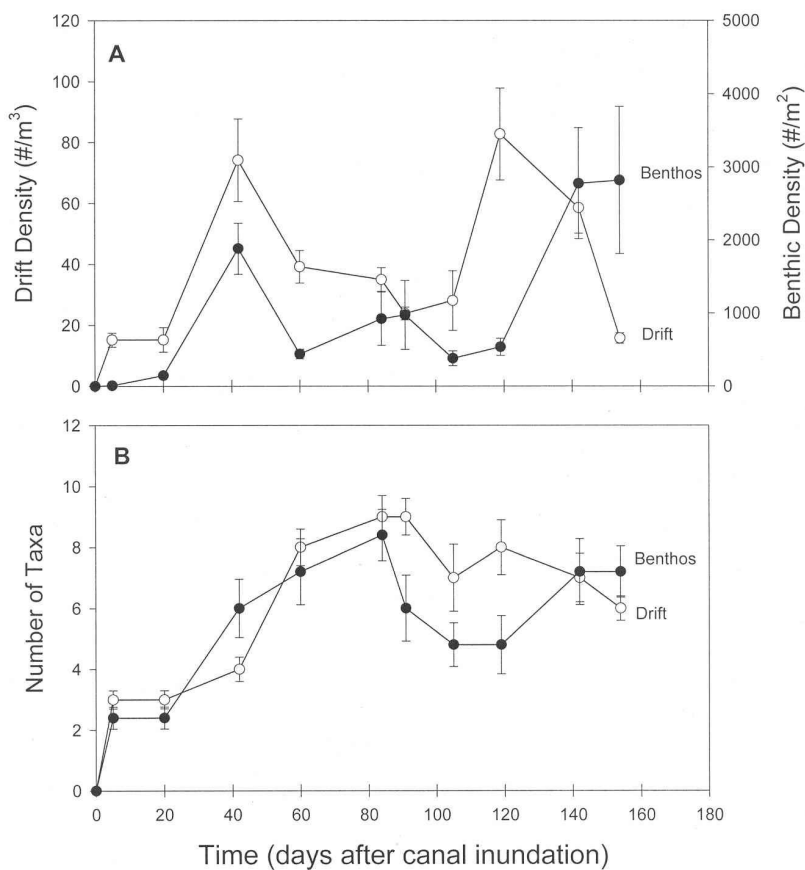 120
100
80
60
40
20
0
Drift Density (#/m³)
A
5000
4000
3000
2000
1000
0
Benthic Density (#/m²)
Benthos
Drift
12
10
8
6
4
2
0
Number of Taxa
B
Benthos
Drift
0 20 40 60 80 100 120 140 160 180
Time (days after canal inundation)